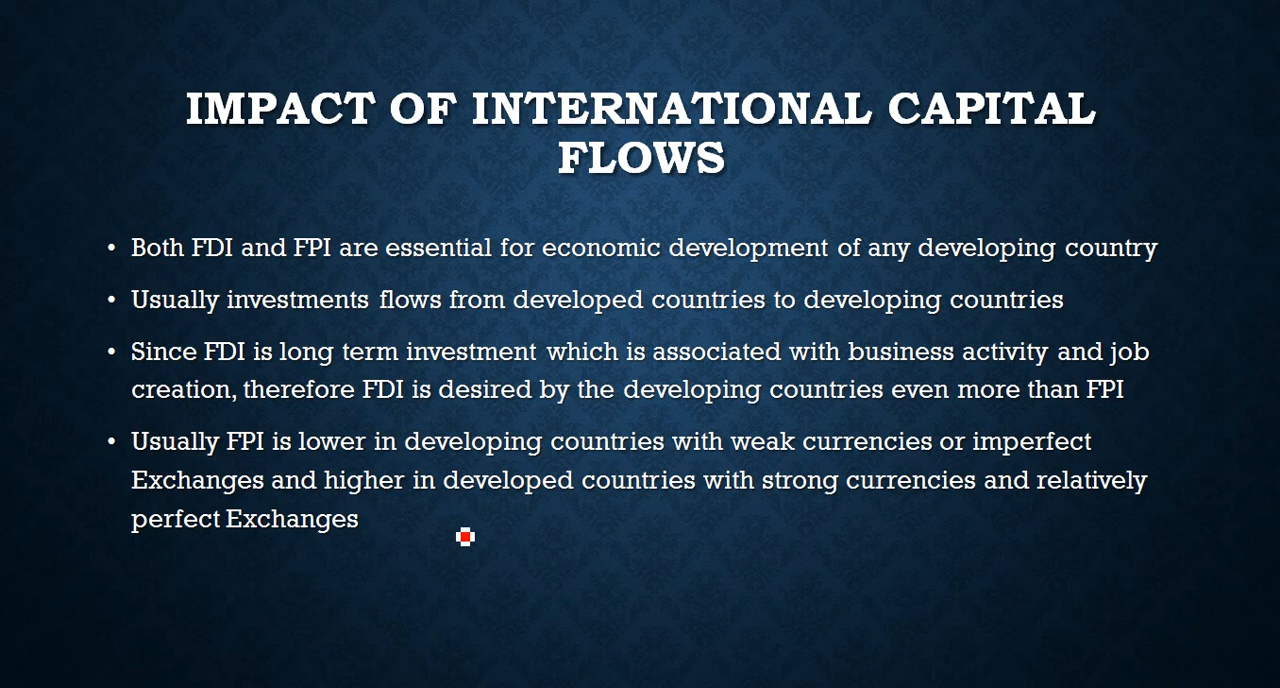 IMPACT OF INTERNATIONAL CAPITAL
FLOWS
• Both FDI and FPI are essential for economic development of any developing country
• Usually investments flows from developed countries to developing countries
• Since FDI is long term investment which is associated with business activity and job
creation, therefore FDI is desired by the developing countries even more than FPI
• Usually FPI is lower in developing countries with weak currencies or imperfect
Exchanges and higher in developed countries with strong currencies and relatively
perfect Exchanges